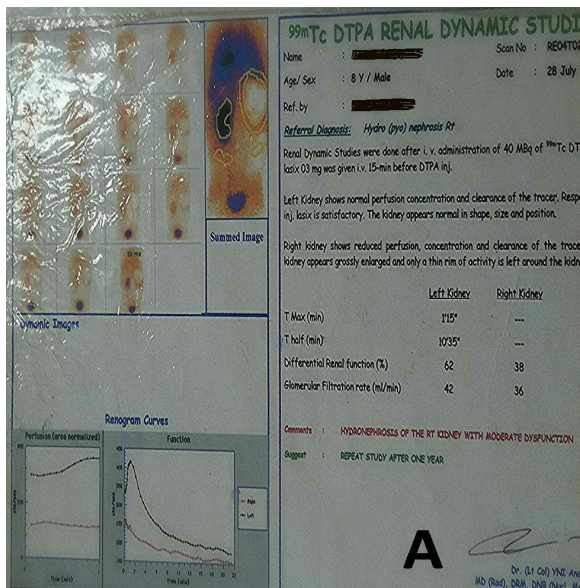 99mTc DTPA RENAL DYNAMIC STUDI
Name :
Scan No : RE04T02
Age/ Sex : 8 Y / Male
Date : 28 July
Ref. by :
Referral Diagnosis: Hydro (pyo) nephrosis Rt
Renal Dynamic Studies were done after i. v. administration of 40 MBq of 99mTc DT
lasix 03 mg was given i.v. 15-min before DTPA inj.
Left Kidney shows normal perfusion concentration and clearance of the tracer. Resp
inj. lasix is satisfactory. The kidney appears normal in shape, size and position.
Right kidney shows reduced perfusion, concentration and clearance of the trace
kidney appears grossly enlarged and only a thin rim of activity is left around the kidn
Left Kidney Right Kidney
T Max (min) 1'15" ---
T half (min) 10'35" ---
Differential Renal function (%) 62 38
Glomerular Filtration rate (ml/min) 42 36
Comments : HYDRONEPHROSIS OF THE RT KIDNEY WITH MODERATE DYSFUNCTION
Suggest : REPEAT STUDY AFTER ONE YEAR
Dr. (Lt Col) YNI An
MD (Rad), DRM, DNB (Nucl. Me
Summed Image
Dynamic Images
Renogram Curves
Perfusion (area normalized)
Time (min)
Function
Time (min)
Right
Left
A